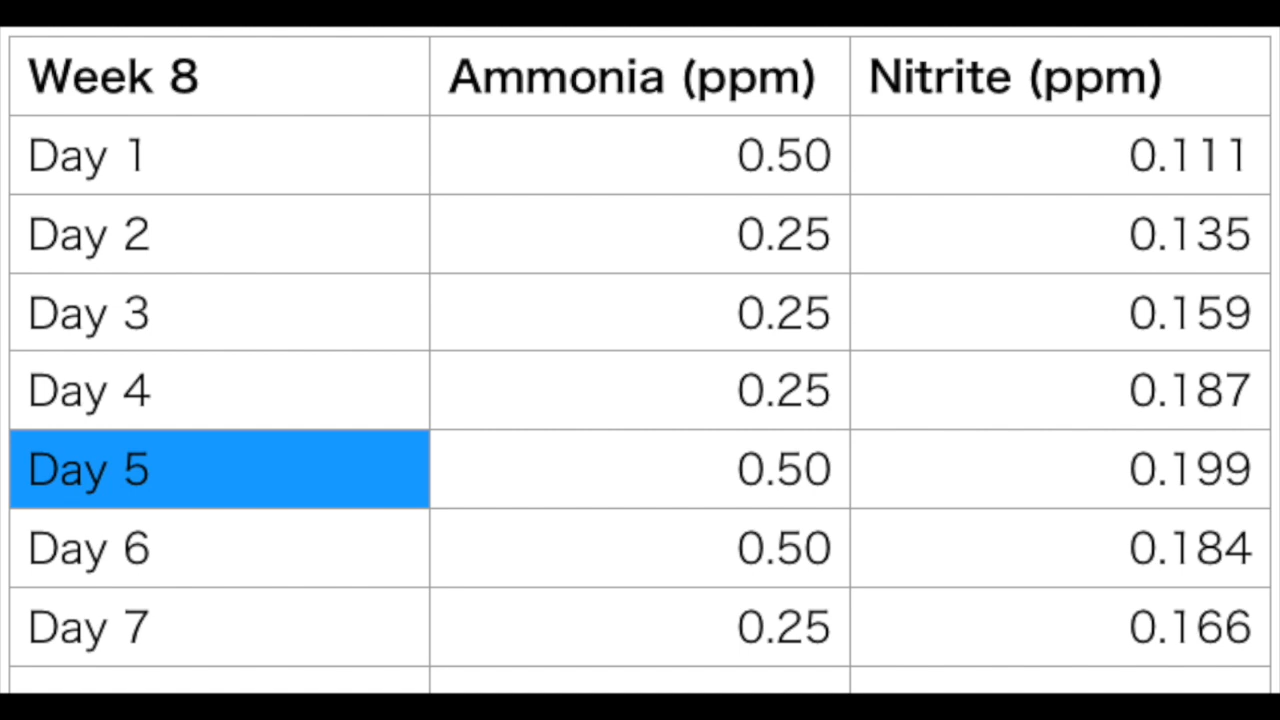 Week 8 Ammonia (ppm) Nitrite (ppm)
Day 1 0.50 0.111
Day 2 0.25 0.135
Day 3 0.25 0.159
Day 4 0.25 0.187
Day 5 0.50 0.199
Day 6 0.50 0.184
Day 7 0.25 0.166